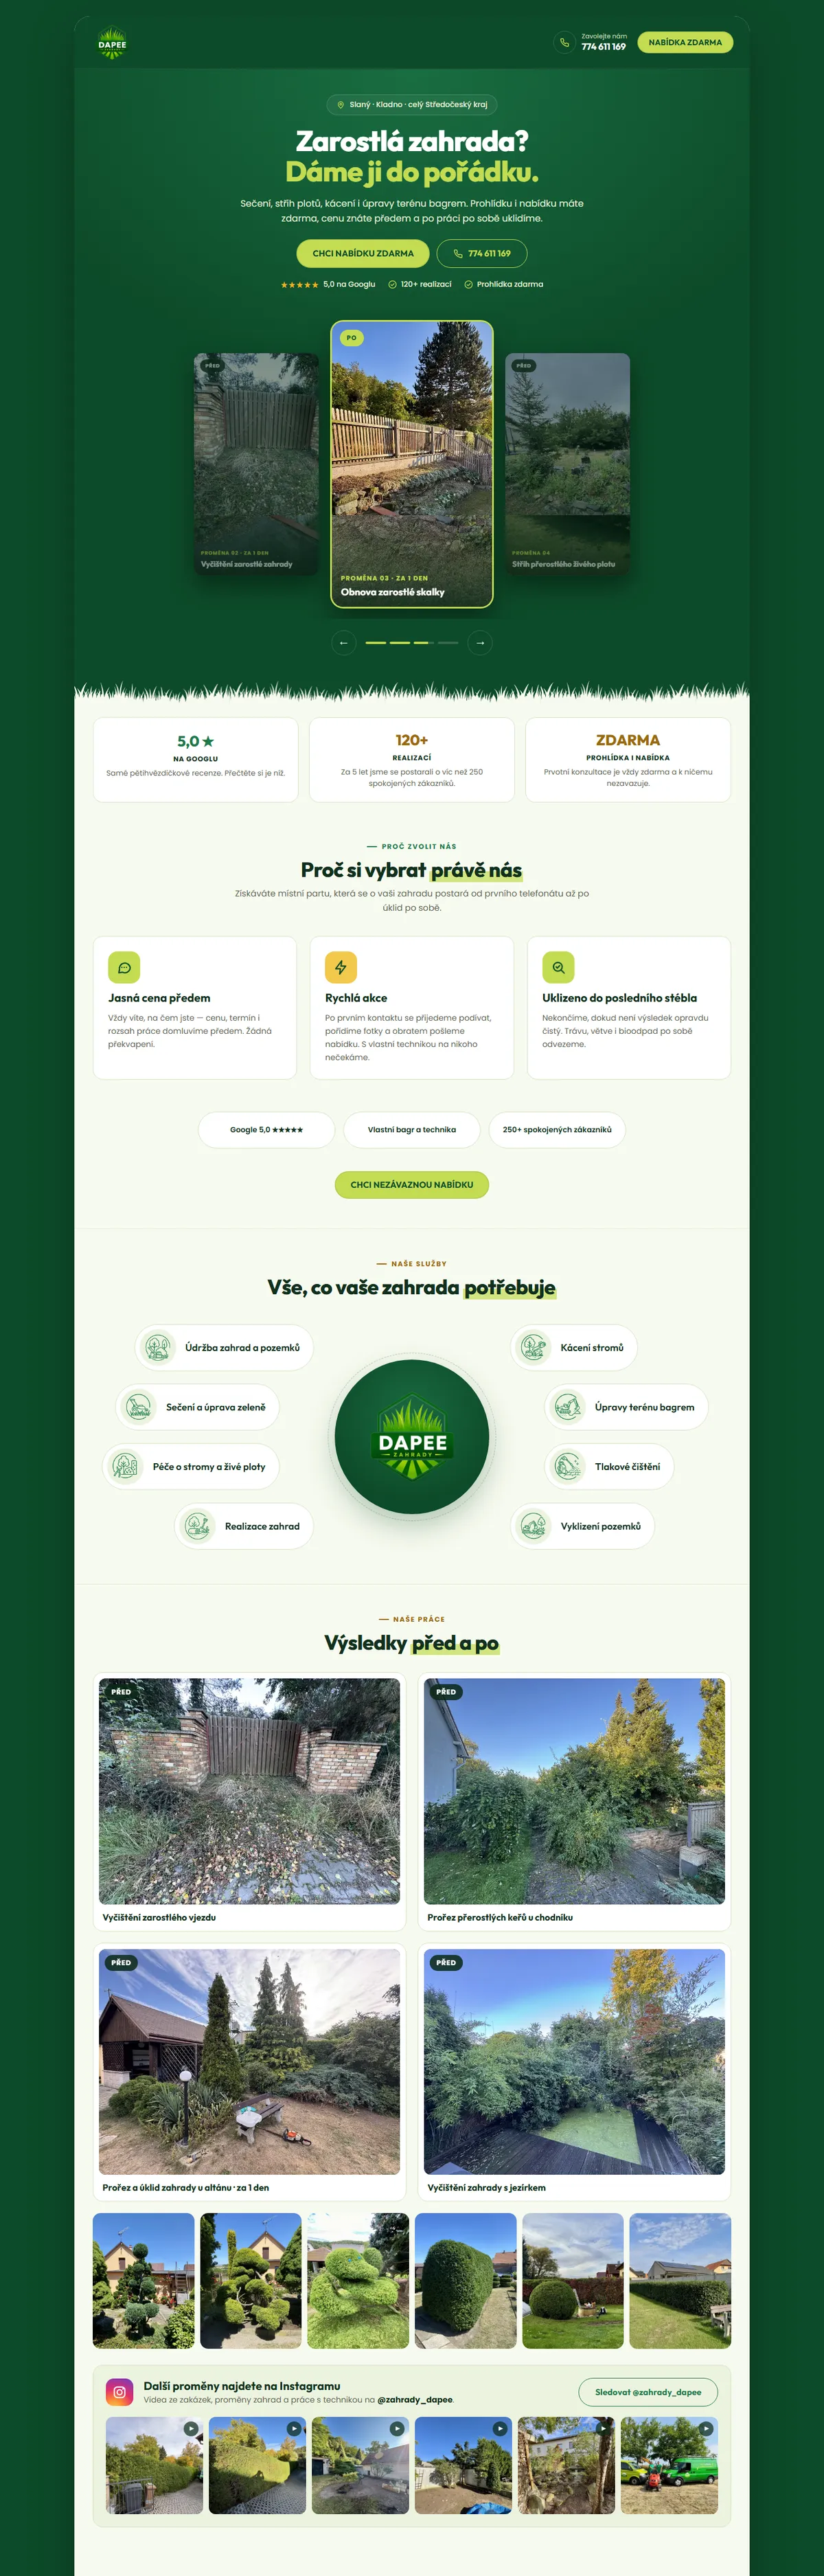 DAPEE
Zavolejte nám
774 611 169
NABÍDKA ZDARMA
Slaný · Kladno · celý Středočeský kraj
Zarostlá zahrada?
Dáme ji do pořádku.
Sečení, střih plotů, kácení i úpravy terénu bagrem. Prohlídku i nabídku máte
zdarma, cenu znáte předem a po práci po sobě uklidíme.
CHCI NABÍDKU ZDARMA
774 611 169
★★★★★ 5,0 na Googlu
120+ realizací
Prohlídka zdarma
PŘED
PROMĚNA 02 · ZA 1 DEN
Vyčištění zarostlé zahrady
PO
PROMĚNA 03 · ZA 1 DEN
Obnova zarostlé skalky
PŘED
PROMĚNA 04
Střih přerostlého živého plotu
← →
5,0 ★
NA GOOGLU
Samé pětihvězdičkové recenze. Přečtěte si je níž.
120+
REALIZACÍ
Za 5 let jsme se postarali o víc než 250
spokojených zákazníků.
ZDARMA
PROHLÍDKA I NABÍDKA
Prvotní konzultace je vždy zdarma a k ničemu
nezavazuje.
PROČ ZVOLIT NÁS
Proč si vybrat právě nás
Získáváte místní partu, která se o vaši zahradu postará od prvního telefonátu až po
úklid po sobě.
Jasná cena předem
Vždy víte, na čem jste — cenu, termín i
rozsah práce domluvíme předem. Žádná
překvapení.
Rychlá akce
Po prvním kontaktu se přijedeme podívat,
pořídíme fotky a obratem pošleme
nabídku. S vlastní technikou na nikoho
nečekáme.
Uklizeno do posledního stébla
Nekončíme, dokud není výsledek opravdu
čistý. Trávu, větve i bioodpad po sobě
odvezeme.
Google 5,0 ★★★★★
Vlastní bagr a technika
250+ spokojených zákazníků
CHCI NEZÁVAZNOU NABÍDKU
NAŠE SLUŽBY
Vše, co vaše zahrada potřebuje
Údržba zahrad a pozemků
Sečení a úprava zeleně
Péče o stromy a živé ploty
Realizace zahrad
DAPEE
ZAHRADY
Kácení stromů
Úpravy terénu bagrem
Tlakové čištění
Vyklizení pozemků
NAŠE PRÁCE
Výsledky před a po
PŘED
Vyčištění zarostlého vjezdu
PŘED
Prořez přerostlých keřů u chodníku
PŘED
Prořez a úklid zahrady u altánu · za 1 den
PŘED
Vyčištění zahrady s jezírkem
Další proměny najdete na Instagramu
Videa ze zakázek, proměny zahrad a práce s technikou na @zahrady_dapee.
Sledovat @zahrady_dapee